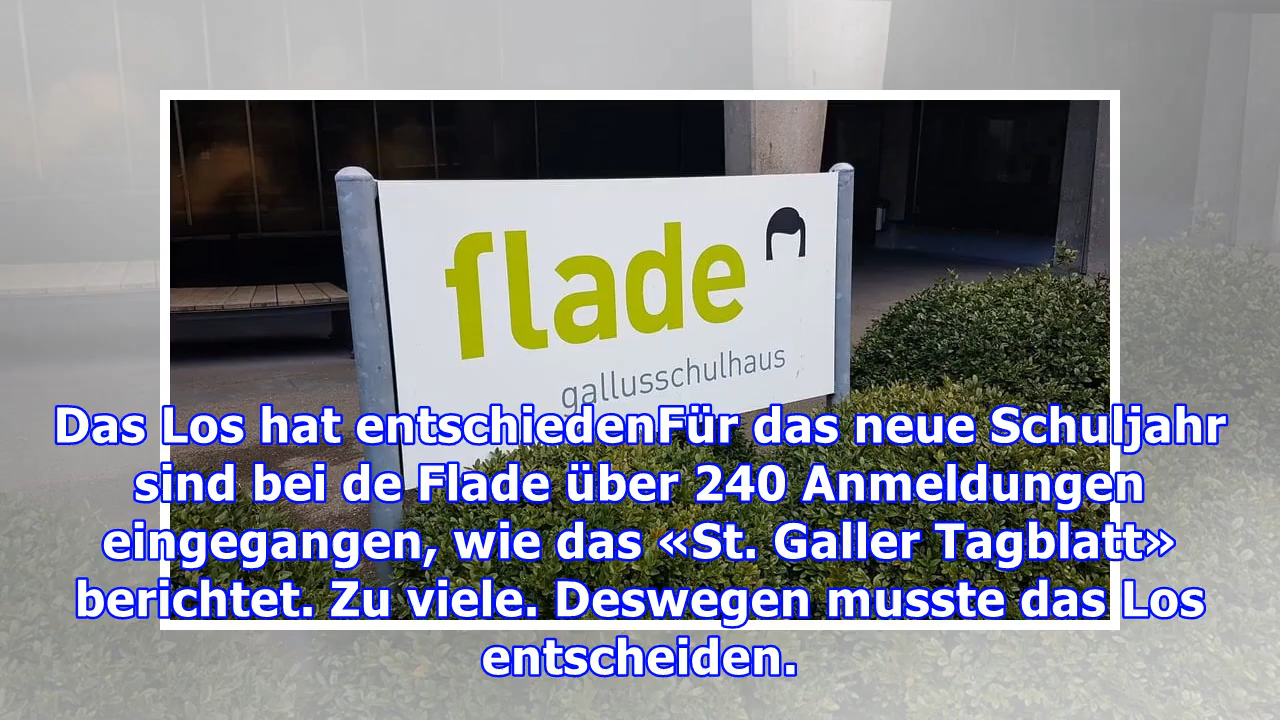 flade
gallusschulhaus
Das Los hat entschiedenFür das neue Schuljahr
sind bei de Flade über 240 Anmeldungen
eingegangen, wie das «St. Galler Tagblatt»
berichtet. Zu viele. Deswegen musste das Los
entscheiden.